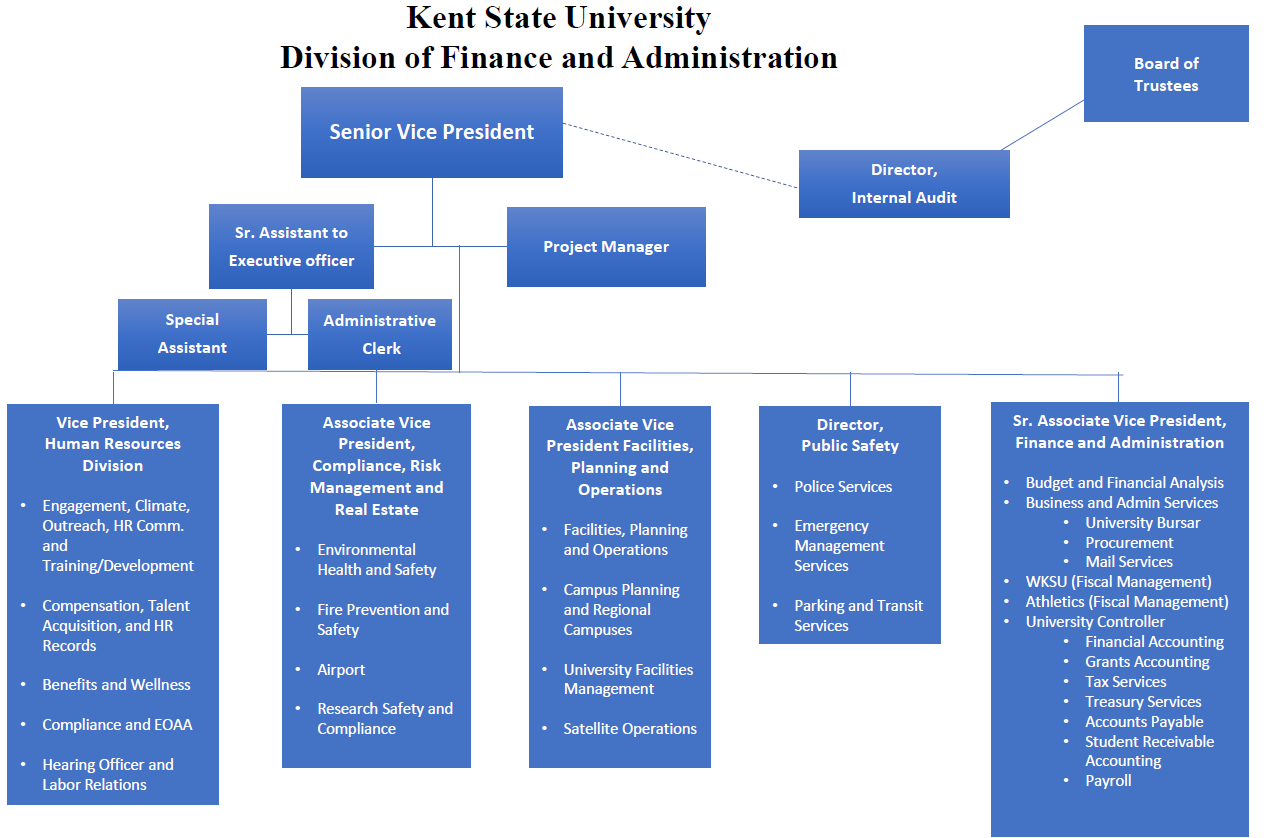 Kent State University
Division of Finance and Administration
Board of
Trustees
Senior Vice President
Director,
Internal Audit
Sr. Assistant to
Executive officer
Project Manager
Special
Assistant
Administrative
Clerk
Vice President,
Human Resources
Division
• Engagement, Climate,
Outreach, HR Comm.
and
Training/Development
• Compensation, Talent
Acquisition, and HR
Records
• Benefits and Wellness
• Compliance and EOAA
• Hearing Officer and
Labor Relations
Associate Vice
President,
Compliance, Risk
Management and
Real Estate
• Environmental
Health and Safety
• Fire Prevention and
Safety
• Airport
• Research Safety and
Compliance
Associate Vice
President Facilities,
Planning and
Operations
• Facilities, Planning
and Operations
• Campus Planning
and Regional
Campuses
• University Facilities
Management
• Satellite Operations
Director,
Public Safety
• Police Services
• Emergency
Management
Services
• Parking and Transit
Services
Sr. Associate Vice President,
Finance and Administration
• Budget and Financial Analysis
• Business and Admin Services
• University Bursar
• Procurement
• Mail Services
• WKSU (Fiscal Management)
• Athletics (Fiscal Management)
• University Controller
• Financial Accounting
• Grants Accounting
• Tax Services
• Treasury Services
• Accounts Payable
• Student Receivable
Accounting
• Payroll